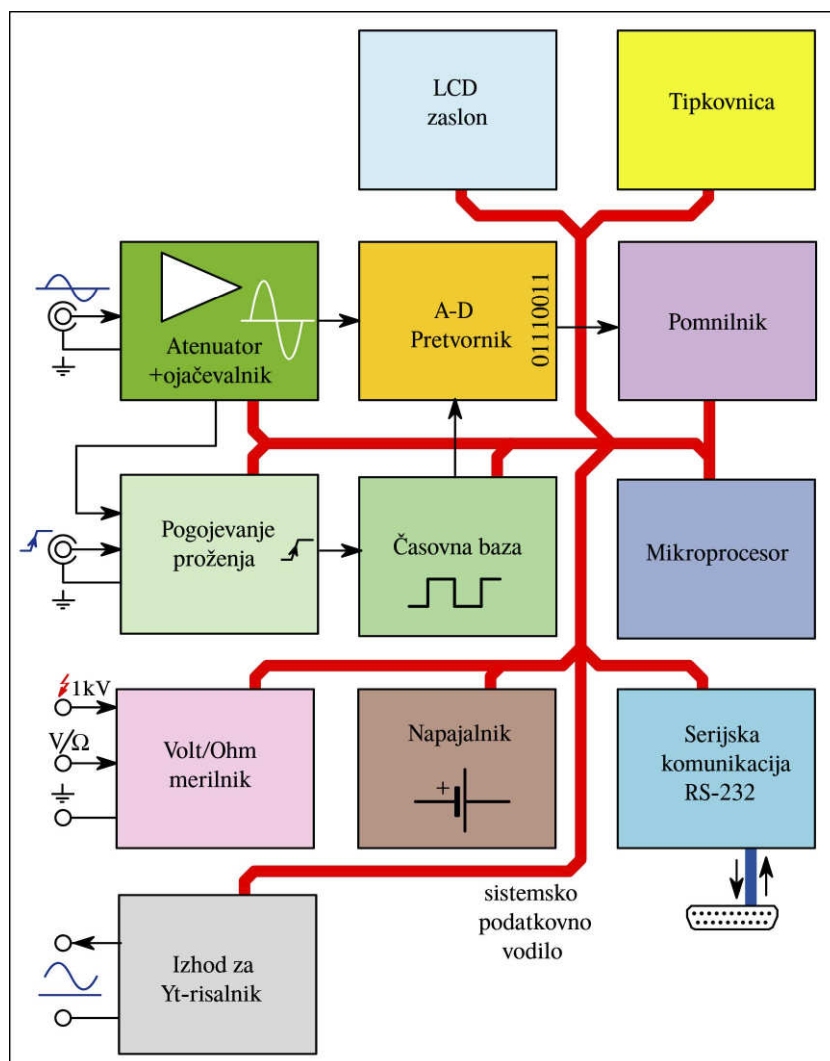 LCD
zaslon
Tipkovnica
Atenuator
+ojačevalnik
A-D
Pretvornik
01110011
Pomnilnik
Pogojevanje
proženja
Časovna baza
Mikroprocesor
1kV
V/Ω
Volt/Ohm
merilnik
Napajalnik
+
Serijska
komunikacija
RS-232
sistemsko
podatkovno
vodilo
Izhod za
Yt-risalnik